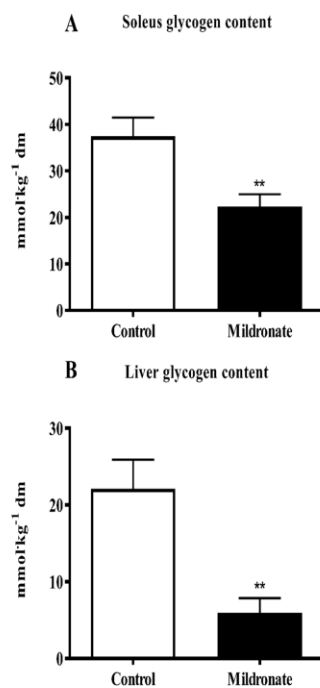 A Soleus glycogen content
50
40
30
20
10
0
mmol·kg⁻¹ dm
**
Control Mildronate
B Liver glycogen content
30
20
10
0
mmol·kg⁻¹ dm
**
Control Mildronate